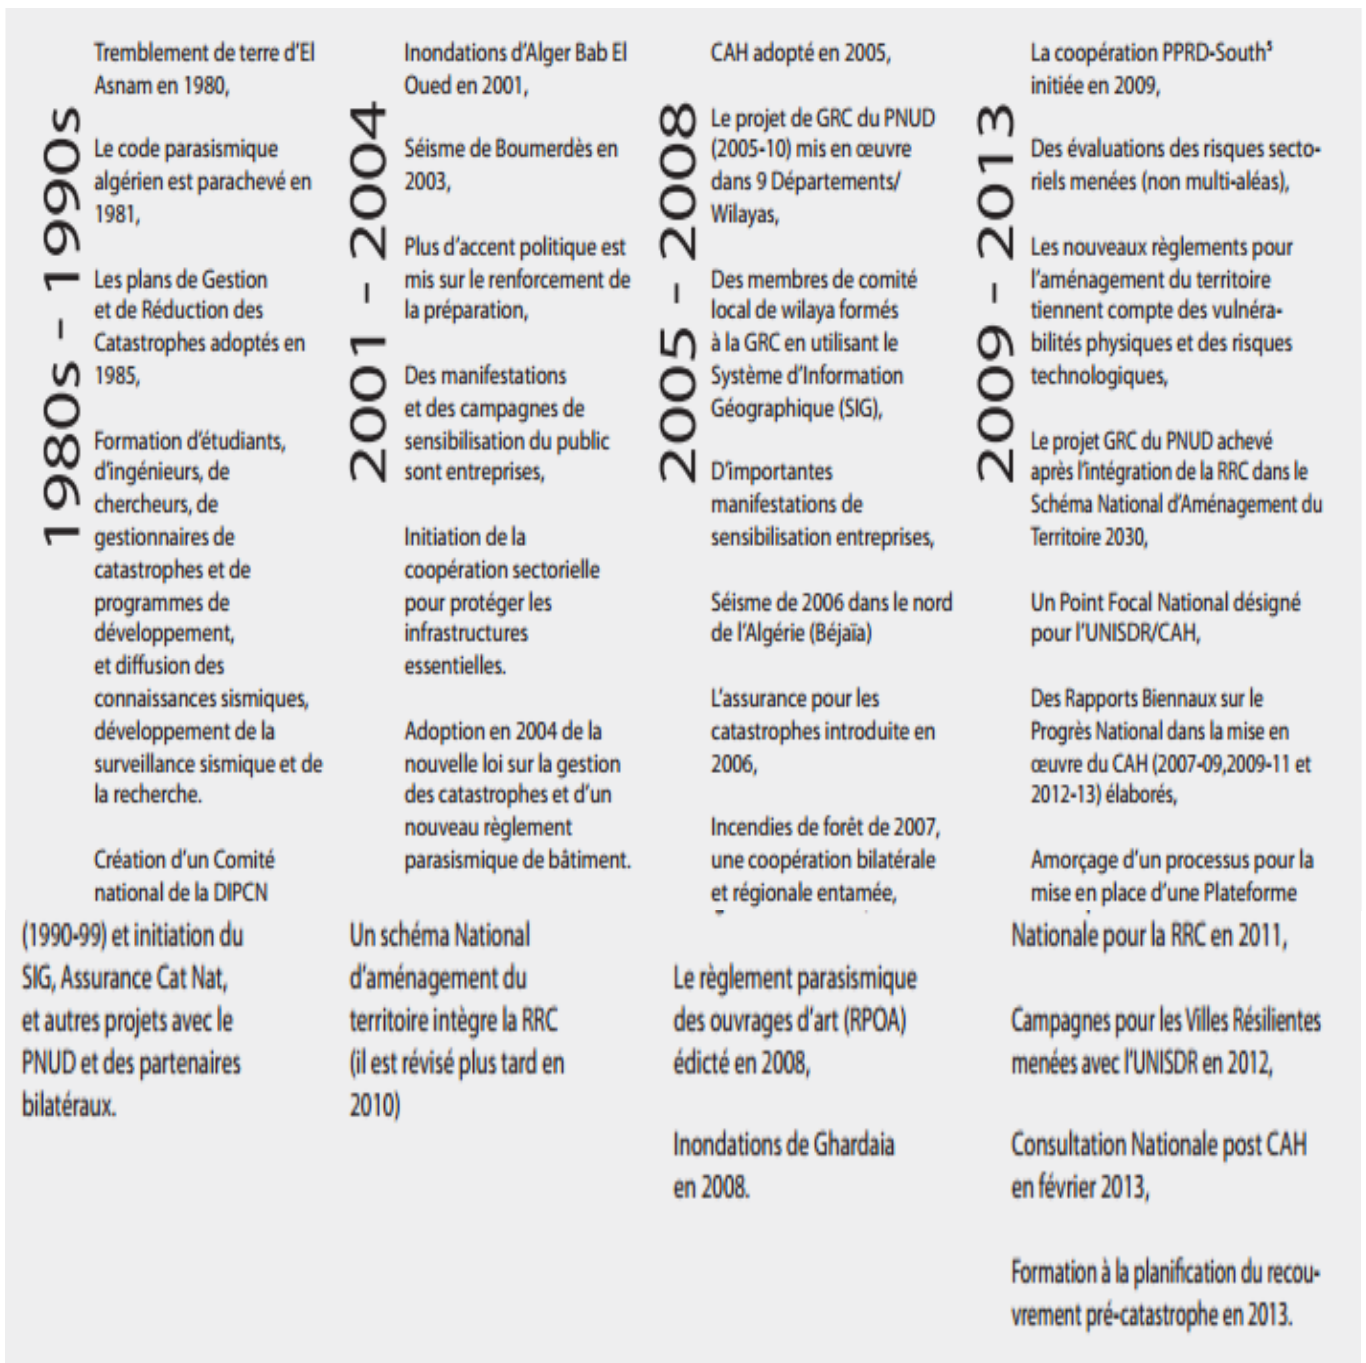 1980s - 1990s
Tremblement de terre d'El
Asnam en 1980,
Le code parasismique
algérien est parachevé en
1981,
Les plans de Gestion
et de Réduction des
Catastrophes adoptés en
1985,
Formation d'étudiants,
d'ingénieurs, de
chercheurs, de
gestionnaires de
catastrophes et de
programmes de
développement,
et diffusion des
connaissances sismiques,
développement de la
surveillance sismique et de
la recherche.
Création d'un Comité
national de la DIPCN
(1990-99) et initiation du
SIG, Assurance Cat Nat,
et autres projets avec le
PNUD et des partenaires
bilatéraux.
2001 - 2004
Inondations d'Alger Bab El
Oued en 2001,
Séisme de Boumerdès en
2003,
Plus d'accent politique est
mis sur le renforcement de
la préparation,
Des manifestations
et des campagnes de
sensibilisation du public
sont entreprises,
Initiation de la
coopération sectorielle
pour protéger les
infrastructures
essentielles.
Adoption en 2004 de la
nouvelle loi sur la gestion
des catastrophes et d'un
nouveau règlement
parasismique de bâtiment.
Un schéma National
d'aménagement du
territoire intègre la RRC
(il est révisé plus tard en
2010)
2005 - 2008
CAH adopté en 2005,
Le projet de GRC du PNUD
(2005-10) mis en œuvre
dans 9 Départements/
Wilayas,
Des membres de comité
local de wilaya formés
à la GRC en utilisant le
Système d'Information
Géographique (SIG),
D'importantes
manifestations de
sensibilisation entreprises,
Séisme de 2006 dans le nord
de l'Algérie (Béjaïa)
L'assurance pour les
catastrophes introduite en
2006,
Incendies de forêt de 2007,
une coopération bilatérale
et régionale entamée,
Le règlement parasismique
des ouvrages d'art (RPOA)
édicté en 2008,
Inondations de Ghardaia
en 2008.
2009 - 2013
La coopération PPRD-South⁵
initiée en 2009,
Des évaluations des risques secto-
riels menées (non multi-aléas),
Les nouveaux règlements pour
l'aménagement du territoire
tiennent compte des vulnéra-
bilités physiques et des risques
technologiques,
Le projet GRC du PNUD achevé
après l'intégration de la RRC dans le
Schéma National d'Aménagement du
Territoire 2030,
Un Point Focal National désigné
pour l'UNISDR/CAH,
Des Rapports Biennaux sur le
Progrès National dans la mise en
œuvre du CAH (2007-09,2009-11 et
2012-13) élaborés,
Amorçage d'un processus pour la
mise en place d'une Plateforme
Nationale pour la RRC en 2011,
Campagnes pour les Villes Résilientes
menées avec l'UNISDR en 2012,
Consultation Nationale post CAH
en février 2013,
Formation à la planification du recou-
vrement pré-catastrophe en 2013.